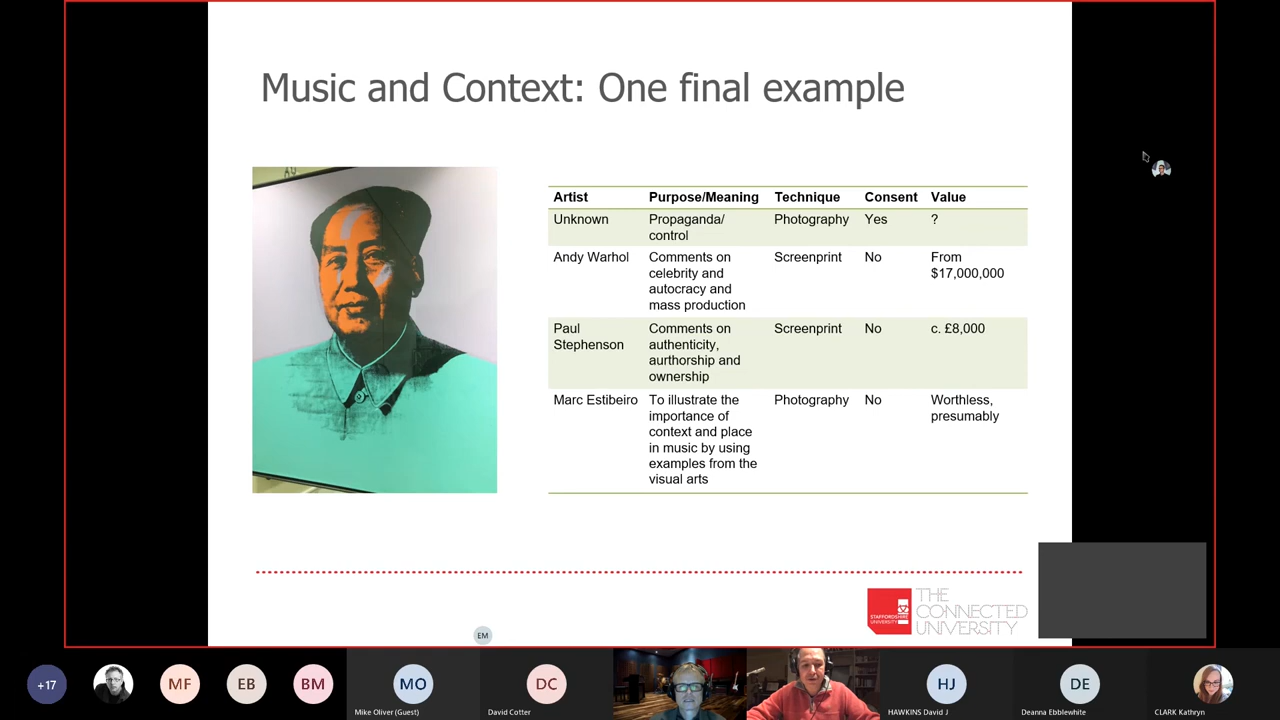 Music and Context: One final example
Artist Purpose/Meaning Technique Consent Value
Unknown Propaganda/ Photography Yes ?
control
Andy Warhol Comments on Screenprint No From
celebrity and $17,000,000
autocracy and
mass production
Paul Comments on Screenprint No c. £8,000
Stephenson authenticity,
aurthorship and
ownership
Marc Estibeiro To illustrate the Photography No Worthless,
importance of presumably
context and place
in music by using
examples from the
visual arts
STAFFORDSHIRE
UNIVERSITY
THE
CONNECTED
UNIVERSITY
EM
+17 MF EB BM MO DC HJ DE
Mike Oliver (Guest) David Cotter HAWKINS David J Deanna Ebblewhite CLARK Kathryn